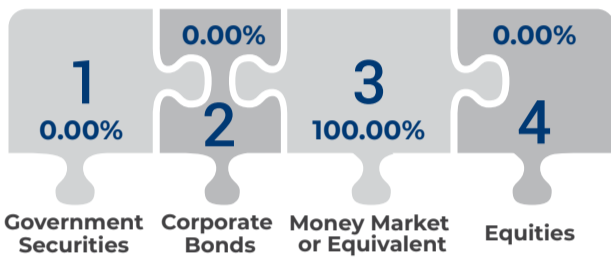 1
0.00%
Government
Securities
0.00%
2
Corporate
Bonds
3
100.00%
Money Market
or Equivalent
0.00%
4
Equities